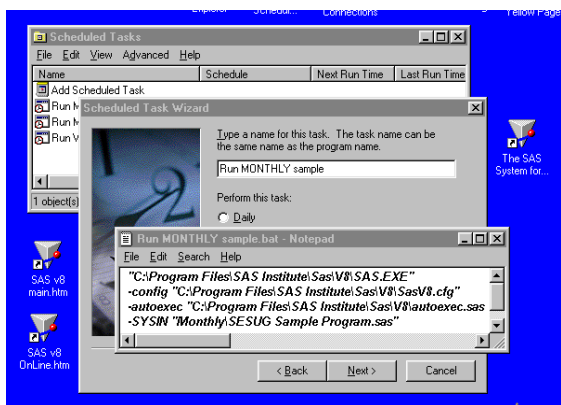 Connections
Yellow Page
Scheduled Tasks
File Edit View Advanced Help
Name Schedule Next Run Time Last Run Time
Add Scheduled Task
Run M
Run M
Run V
1 object(s)
Scheduled Task Wizard
Type a name for this task. The task name can be
the same name as the program name.
Run MONTHLY sample
Perform this task:
Daily
Run MONTHLY sample.bat - Notepad
File Edit Search Help
"C:\Program Files\SAS Institute\Sas\V8\SAS.EXE"
-config "C:\Program Files\SAS Institute\Sas\V8\SasV8.cfg"
-autoexec "C:\Program Files\SAS Institute\Sas\V8\autoexec.sas
-SYSIN "Monthly\SESUG Sample Program.sas"
< Back Next > Cancel
The SAS
System for...
SAS v8
main.htm
SAS v8
OnLine.htm